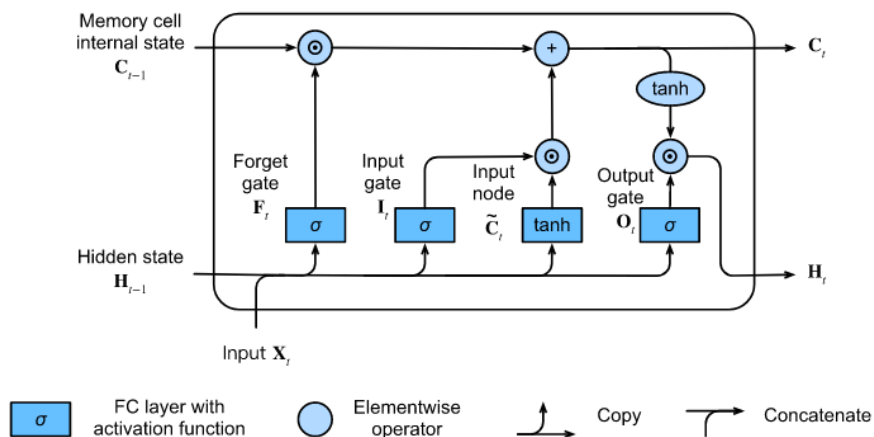 Memory cell
internal state
C_{t−1}
⊙
+
C_t
tanh
Forget
gate
F_t
σ
Input
gate
I_t
σ
Input
node
C̃_t
tanh
⊙
Output
gate
O_t
σ
⊙
Hidden state
H_{t−1}
H_t
Input X_t
σ
FC layer with
activation function
Elementwise
operator
Copy
Concatenate